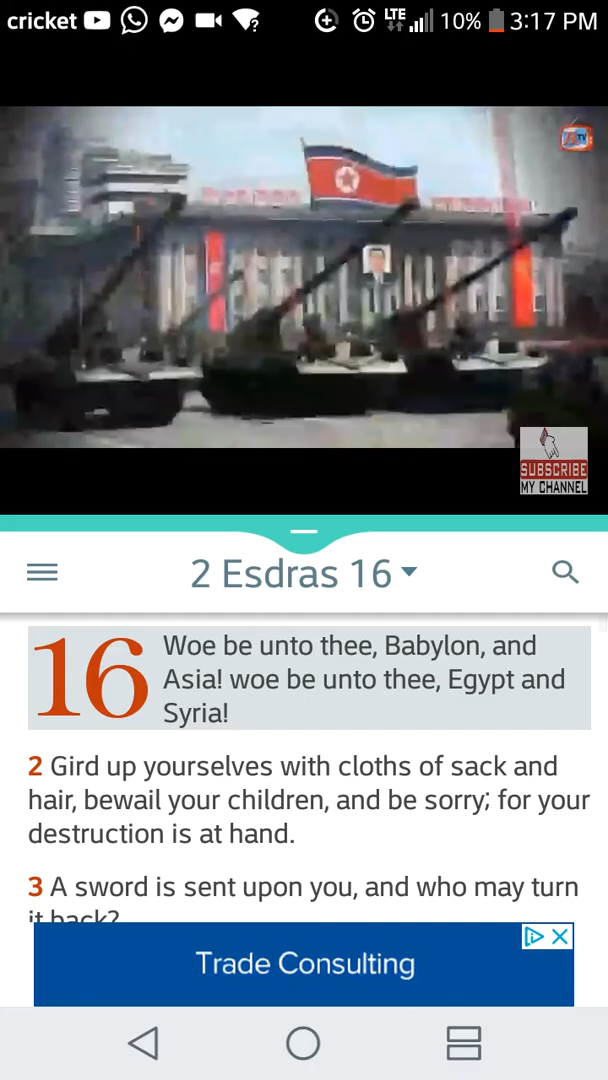 cricket
LTE
10%
3:17 PM
TV
SUBSCRIBE
MY CHANNEL
2 Esdras 16
16
Woe be unto thee, Babylon, and
Asia! woe be unto thee, Egypt and
Syria!
2 Gird up yourselves with cloths of sack and
hair, bewail your children, and be sorry; for your
destruction is at hand.
3 A sword is sent upon you, and who may turn
it back?
Trade Consulting